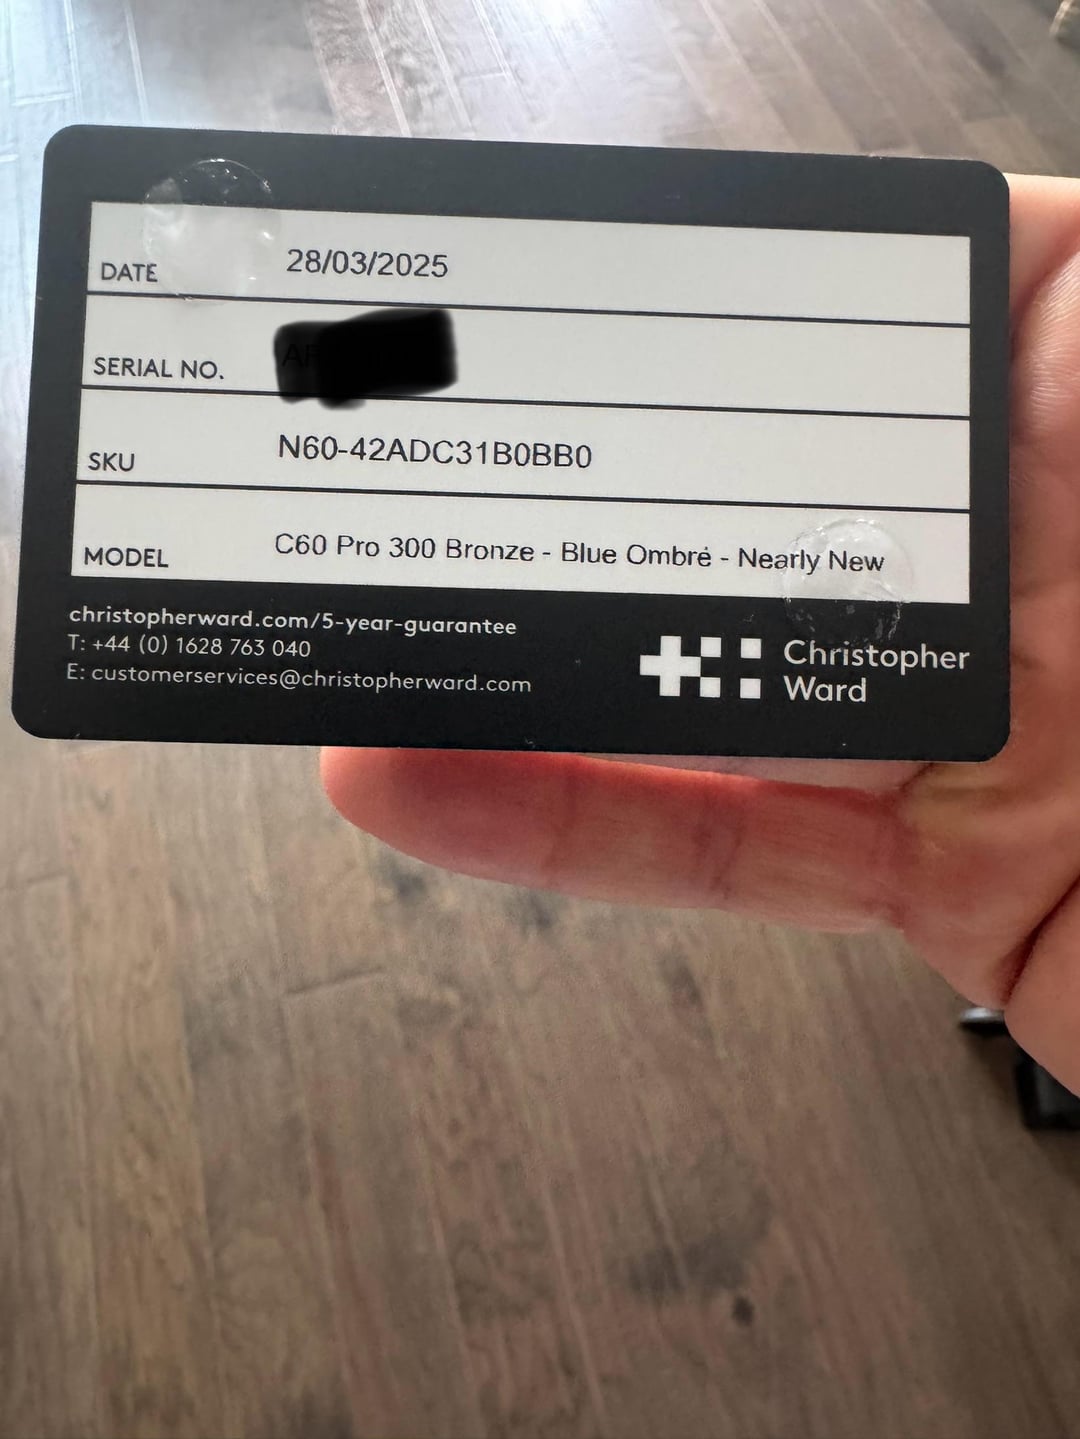 DATE 28/03/2025
SERIAL NO.
SKU N60-42ADC31B0BB0
MODEL C60 Pro 300 Bronze - Blue Ombré - Nearly New
christopherward.com/5-year-guarantee
T: +44 (0) 1628 763 040
E: customerservices@christopherward.com
Christopher
Ward